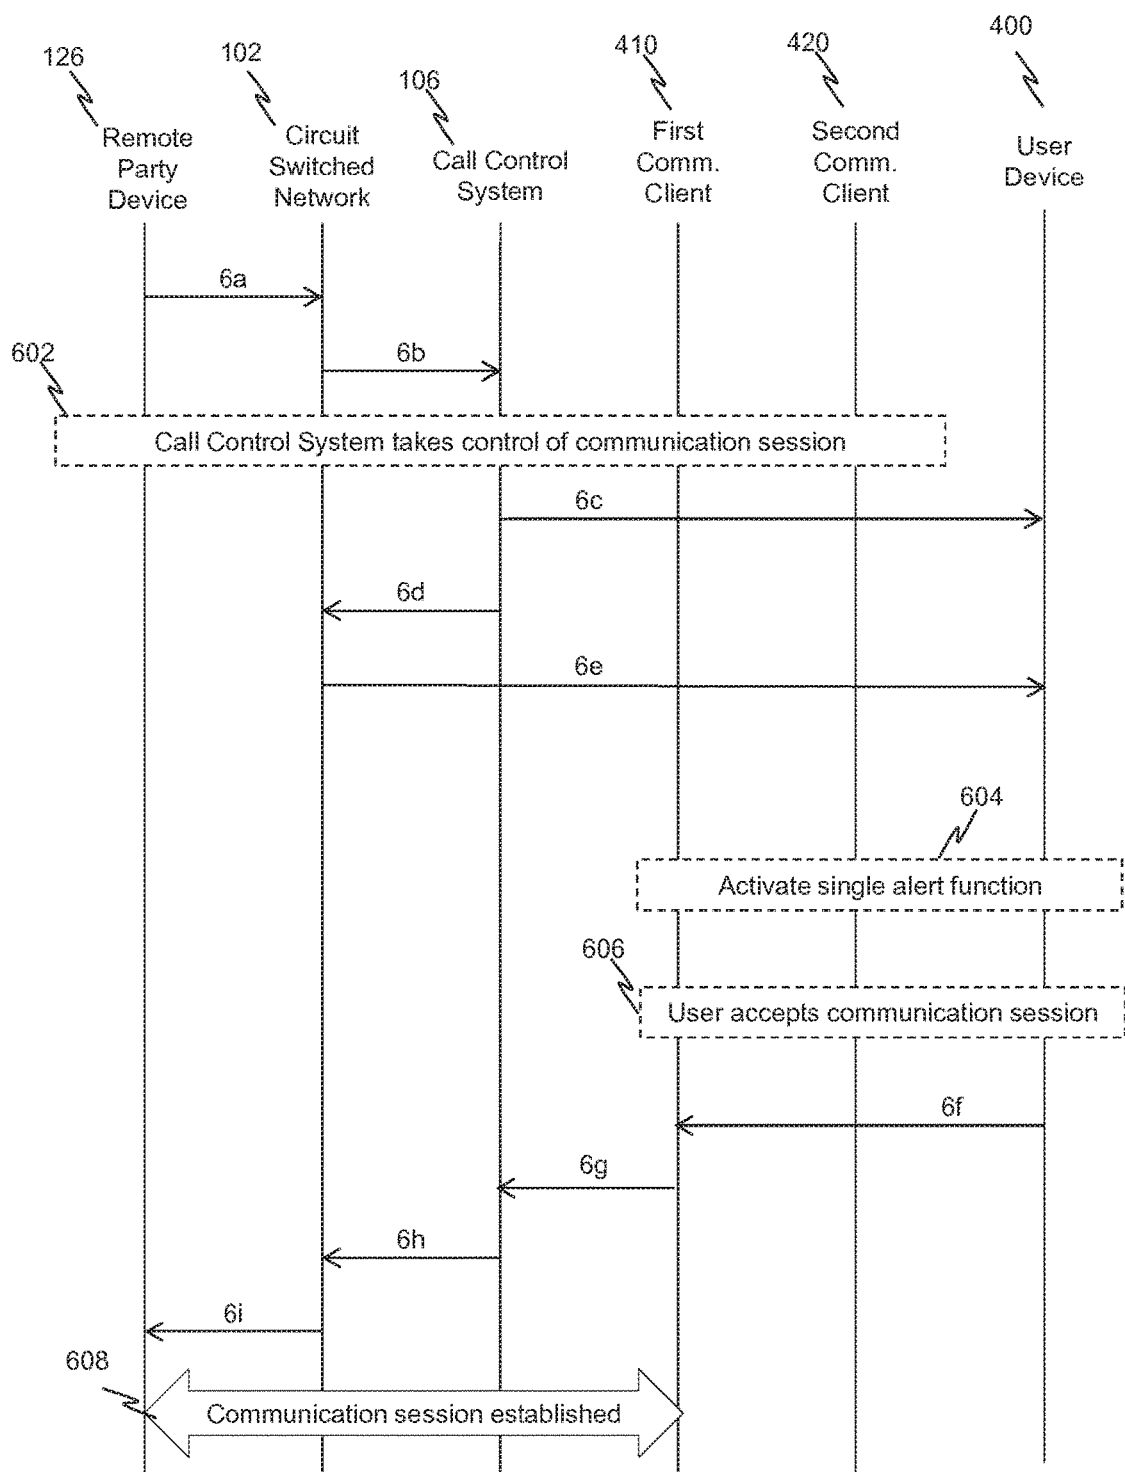 126
102
106
410
420
400
Remote
Party
Device
Circuit
Switched
Network
Call Control
System
First
Comm.
Client
Second
Comm.
Client
User
Device
6a
602
6b
Call Control System takes control of communication session
6c
6d
6e
604
Activate single alert function
606
User accepts communication session
6f
6g
6h
6i
608
Communication session established